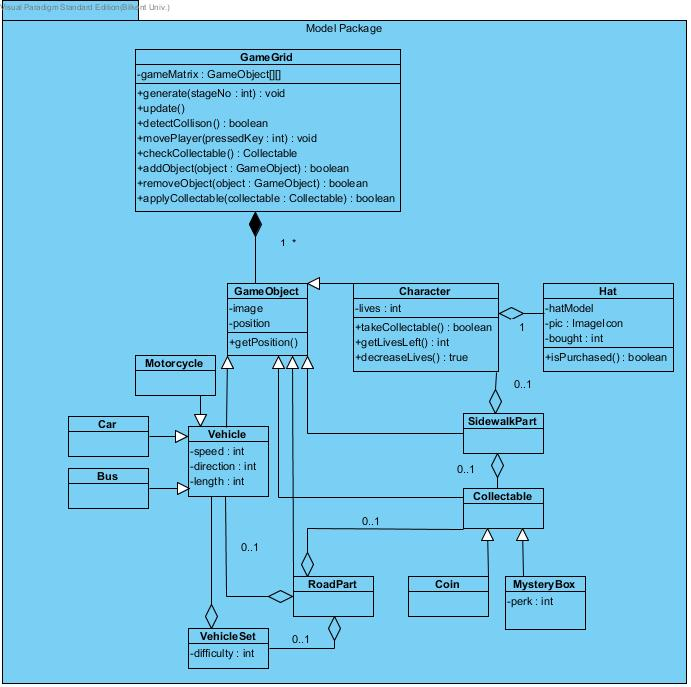 Visual Paradigm Standard Edition(Bilkent Univ.)
Model Package
GameGrid
-gameMatrix : GameObject[][]
+generate(stageNo : int) : void
+update()
+detectCollison() : boolean
+movePlayer(pressedKey : int) : void
+checkCollectable() : Collectable
+addObject(object : GameObject) : boolean
+removeObject(object : GameObject) : boolean
+applyCollectable(collectable : Collectable) : boolean
1 *
GameObject
-image
-position
+getPosition()
Character
-lives : int
+takeCollectable() : boolean
+getLivesLeft() : int
+decreaseLives() : true
1
Hat
-hatModel
-pic : ImageIcon
-bought : int
+isPurchased() : boolean
Motorcycle
0..1
Car
Vehicle
-speed : int
-direction : int
-length : int
SidewalkPart
Bus
0..1
Collectable
0..1
0..1
RoadPart
Coin
MysteryBox
-perk : int
VehicleSet
-difficulty : int
0..1